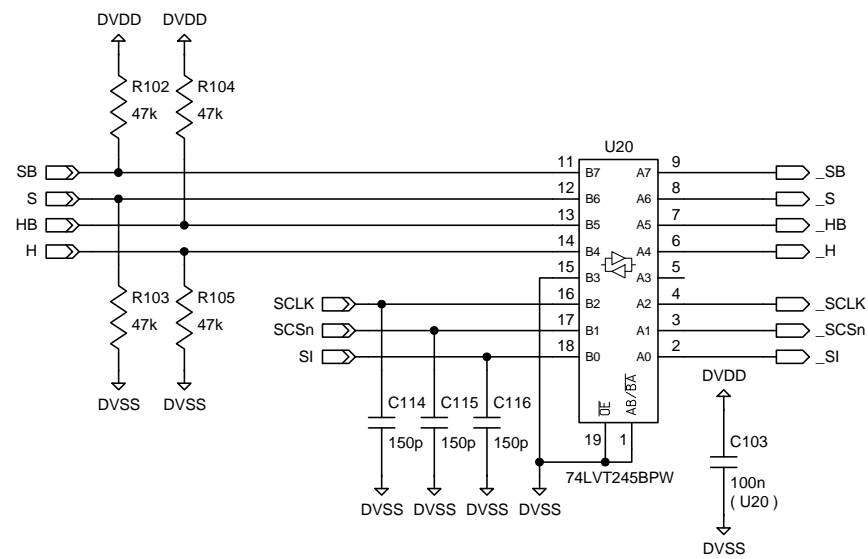 DVDD DVDD
R102 R104
47k 47k
U20
SB 11 B7 A7 9 _SB
S 12 B6 A6 8 _S
HB 13 B5 A5 7 _HB
H 14 B4 A4 6 _H
15 B3 A3 5
R103 R105
47k 47k
SCLK 16 B2 A2 4 _SCLK
SCSn 17 B1 A1 3 _SCSn
SI 18 B0 A0 2 _SI
DVSS DVSS
OE AB/BA
DVDD
C114 C115 C116
150p 150p 150p
19 1
C103
74LVT245BPW
100n
( U20 )
DVSS DVSS DVSS DVSS
DVSS